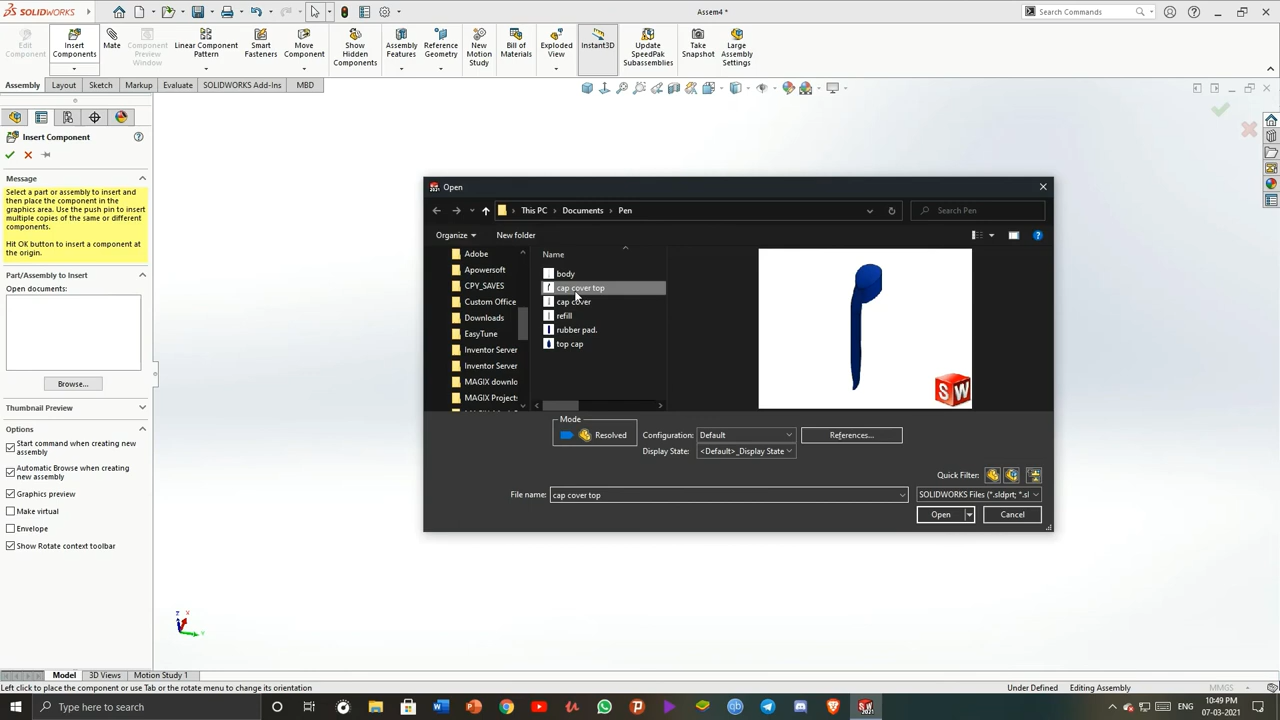 SOLIDWORKS
Assem4 *
Search Commands
Edit Component
Insert Components
Mate
Component Preview Window
Linear Component Pattern
Smart Fasteners
Move Component
Show Hidden Components
Assembly Features
Reference Geometry
New Motion Study
Bill of Materials
Exploded View
Instant3D
Update SpeedPak Subassemblies
Take Snapshot
Large Assembly Settings
Assembly
Layout
Sketch
Markup
Evaluate
SOLIDWORKS Add-Ins
MBD
Insert Component
Message
Select a part or assembly to insert and
then place the component in the
graphics area. Use the push pin to insert
multiple copies of the same or different
components.
Hit OK button to insert a component at
the origin.
Part/Assembly to Insert
Open documents:
Browse...
Thumbnail Preview
Options
Start command when creating new
assembly
Automatic Browse when creating
new assembly
Graphics preview
Make virtual
Envelope
Show Rotate context toolbar
Open
This PC > Documents > Pen
Search Pen
Organize
New folder
Adobe
Apowersoft
CPY_SAVES
Custom Office
Downloads
EasyTune
Inventor Server
Inventor Server
MAGIX downlo
MAGIX Projects
Name
body
cap cover top
cap cover
refill
rubber pad.
top cap
SW
Mode
Resolved
Configuration:
Default
References...
Display State:
<Default>_Display State
Quick Filter:
File name:
cap cover top
SOLIDWORKS Files (*.sldprt; *.sl
Open
Cancel
Z
X
Y
Model
3D Views
Motion Study 1
Left click to place the component or use Tab or the rotate menu to change its orientation
Under Defined
Editing Assembly
MMGS
Type here to search
SW
2021
ENG
10:49 PM
07-03-2021